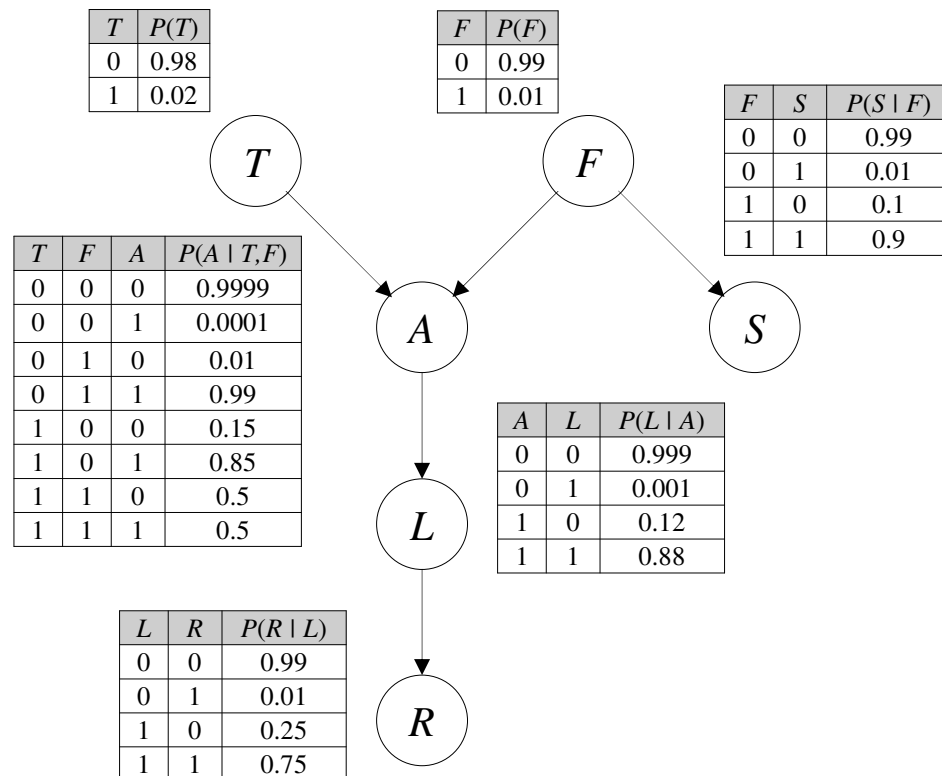 T P(T)
0 0.98
1 0.02
F P(F)
0 0.99
1 0.01
F S P(S | F)
0 0 0.99
0 1 0.01
1 0 0.1
1 1 0.9
T
F
T F A P(A | T,F)
0 0 0 0.9999
0 0 1 0.0001
0 1 0 0.01
0 1 1 0.99
1 0 0 0.15
1 0 1 0.85
1 1 0 0.5
1 1 1 0.5
A
S
A L P(L | A)
0 0 0.999
0 1 0.001
1 0 0.12
1 1 0.88
L
L R P(R | L)
0 0 0.99
0 1 0.01
1 0 0.25
1 1 0.75
R